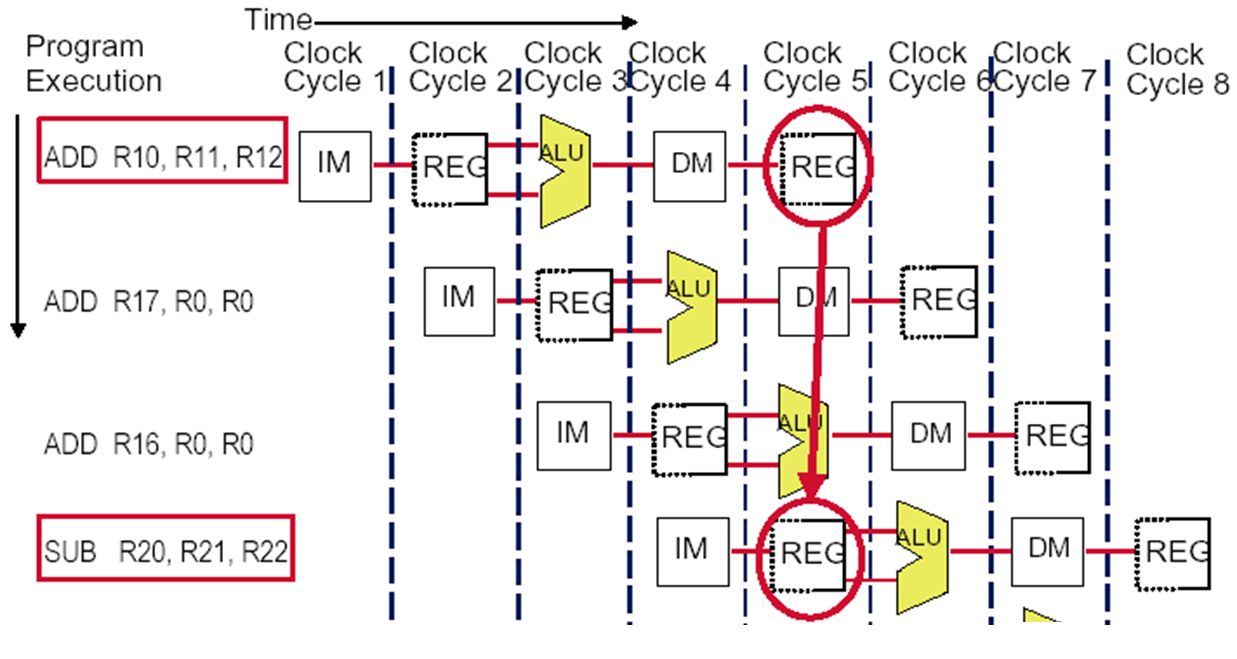 Time
Program
Execution
Clock
Cycle 1
Clock
Cycle 2
Clock
Cycle 3
Clock
Cycle 4
Clock
Cycle 5
Clock
Cycle 6
Clock
Cycle 7
Clock
Cycle 8
ADD R10, R11, R12
IM
REG
ALU
DM
REG
ADD R17, R0, R0
IM
REG
ALU
DM
REG
ADD R16, R0, R0
IM
REG
ALU
DM
REG
SUB R20, R21, R22
IM
REG
ALU
DM
REG